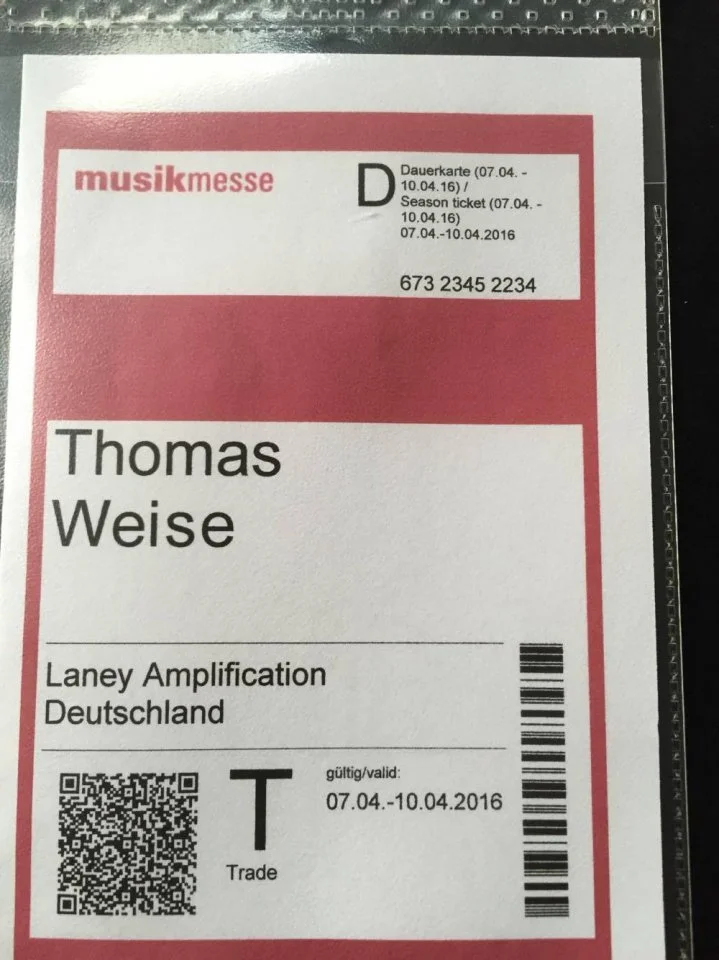 musikmesse
D
Dauerkarte (07.04. -
10.04.16) /
Season ticket (07.04. -
10.04.16)
07.04.-10.04.2016
673 2345 2234
Thomas
Weise
Laney Amplification
Deutschland
T
Trade
gültig/valid:
07.04.-10.04.2016